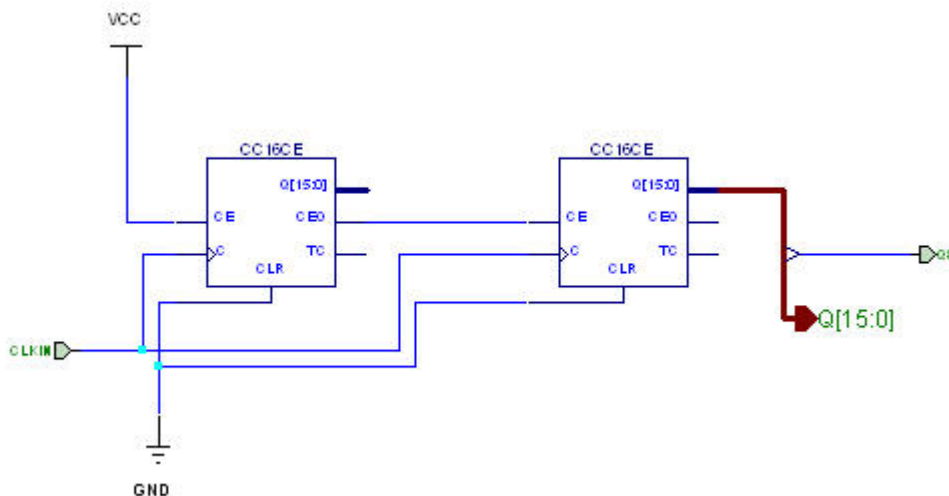 VCC
CC16CE
CC16CE
Q[15:0]
Q[15:0]
CE
CEO
CE
CEO
C
TC
C
TC
CLR
CLR
Q[15:0]
CLKIN
GND